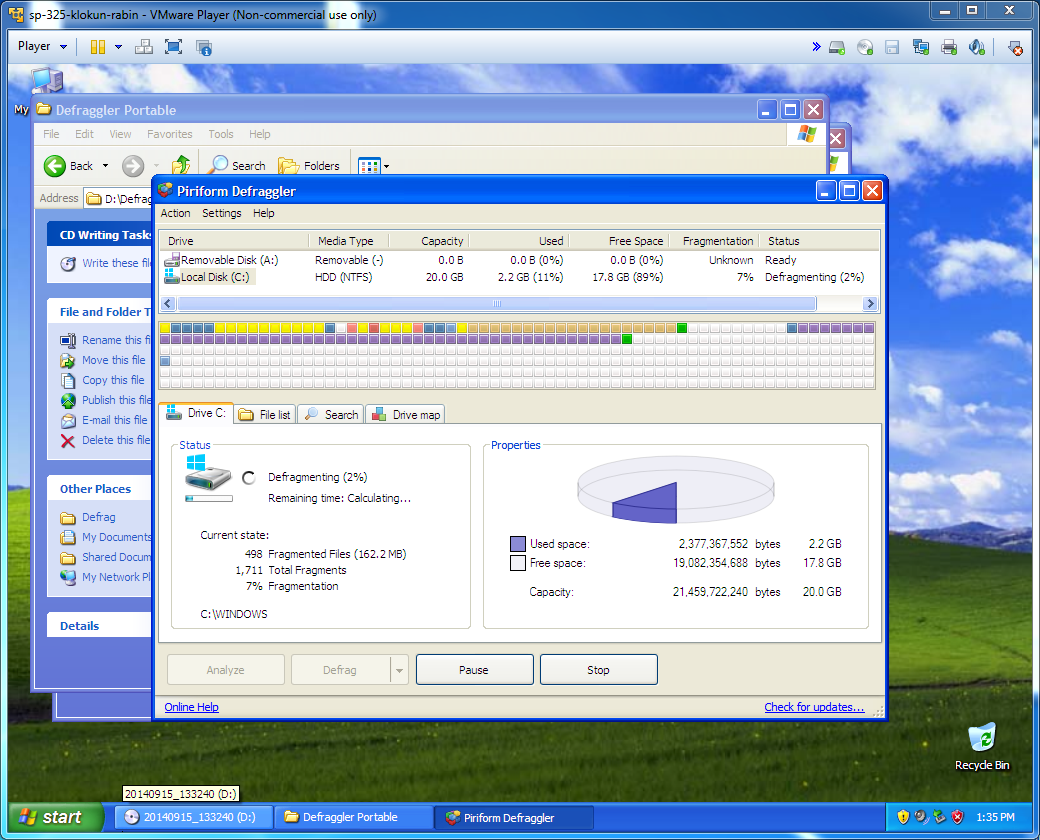 sp-325-klokun-rabin - VMware Player (Non-commercial use only)
Player
My
Defraggler Portable
File Edit View Favorites Tools Help
Back Search Folders
Address D:\Defrag
Piriform Defraggler
Action Settings Help
Drive Media Type Capacity Used Free Space Fragmentation Status
Removable Disk (A:) Removable (-) 0.0 B 0.0 B (0%) 0.0 B (0%) Unknown Ready
Local Disk (C:) HDD (NTFS) 20.0 GB 2.2 GB (11%) 17.8 GB (89%) 7% Defragmenting (2%)
CD Writing Tasks
Write these file
File and Folder T
Rename this fi
Move this file
Copy this file
Publish this file
E-mail this file
Delete this file
Other Places
Defrag
My Documents
Shared Docum
My Network Pl
Details
Drive C: File list Search Drive map
Status
Defragmenting (2%)
Remaining time: Calculating...
Current state:
498 Fragmented Files (162.2 MB)
1,711 Total Fragments
7% Fragmentation
C:\WINDOWS
Properties
Used space: 2,377,367,552 bytes 2.2 GB
Free space: 19,082,354,688 bytes 17.8 GB
Capacity: 21,459,722,240 bytes 20.0 GB
Analyze Defrag Pause Stop
Online Help Check for updates...
Recycle Bin
20140915_133240 (D:)
start 20140915_133240 (D:) Defraggler Portable Piriform Defraggler 1:35 PM